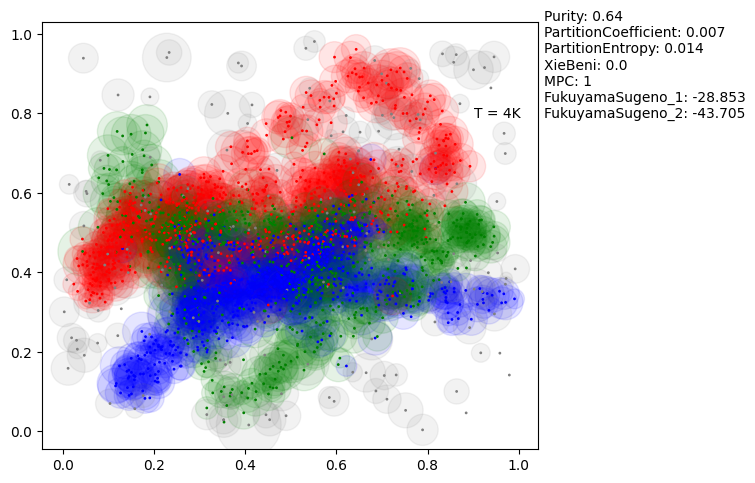 Purity: 0.64
PartitionCoefficient: 0.007
PartitionEntropy: 0.014
XieBeni: 0.0
MPC: 1
FukuyamaSugeno_1: -28.853
FukuyamaSugeno_2: -43.705
T = 4K
1.0
0.8
0.6
0.4
0.2
0.0
0.0 0.2 0.4 0.6 0.8 1.0